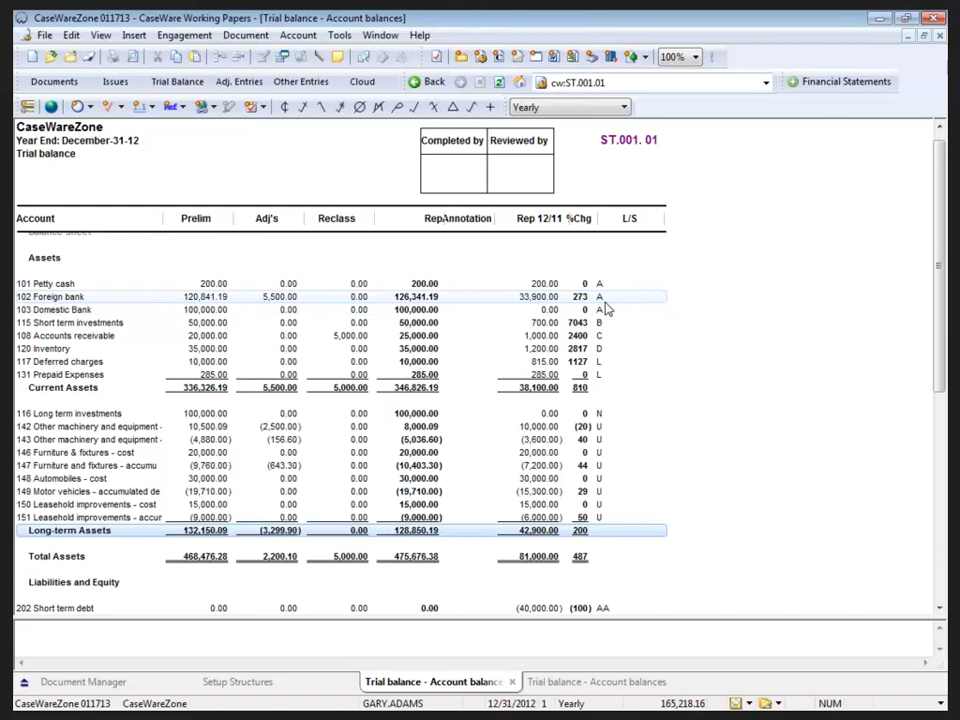 CaseWareZone 011713 - CaseWare Working Papers - [Trial balance - Account balances]
File Edit View Insert Engagement Document Account Tools Window Help
100%
Documents Issues Trial Balance Adj. Entries Other Entries Cloud Back cw:ST.001.01 Financial Statements
Yearly
CaseWareZone
Year End: December-31-12
Trial balance
Completed by Reviewed by
ST.001. 01
Account Prelim Adj's Reclass Rep Annotation Rep 12/11 %Chg L/S
Balance Sheet
Assets
101 Petty cash 200.00 0.00 0.00 200.00 200.00 0 A
102 Foreign bank 120,841.19 5,500.00 0.00 126,341.19 33,900.00 273 A
103 Domestic Bank 100,000.00 0.00 0.00 100,000.00 0.00 0 A
115 Short term investments 50,000.00 0.00 0.00 50,000.00 700.00 7043 B
108 Accounts receivable 20,000.00 0.00 5,000.00 25,000.00 1,000.00 2400 C
120 Inventory 35,000.00 0.00 0.00 35,000.00 1,200.00 2817 D
117 Deferred charges 10,000.00 0.00 0.00 10,000.00 815.00 1127 L
131 Prepaid Expenses 285.00 0.00 0.00 285.00 285.00 0 L
Current Assets 336,326.19 5,500.00 5,000.00 346,826.19 38,100.00 810
116 Long term investments 100,000.00 0.00 0.00 100,000.00 0.00 0 N
142 Other machinery and equipment - 10,500.09 (2,500.00) 0.00 8,000.09 10,000.00 (20) U
143 Other machinery and equipment - (4,880.00) (156.60) 0.00 (5,036.60) (3,600.00) 40 U
146 Furniture & fixtures - cost 20,000.00 0.00 0.00 20,000.00 20,000.00 0 U
147 Furniture and fixtures - accumu (9,760.00) (643.30) 0.00 (10,403.30) (7,200.00) 44 U
148 Automobiles - cost 30,000.00 0.00 0.00 30,000.00 30,000.00 0 U
149 Motor vehicles - accumulated de (19,710.00) 0.00 0.00 (19,710.00) (15,300.00) 29 U
150 Leasehold improvements - cost 15,000.00 0.00 0.00 15,000.00 15,000.00 0 U
151 Leasehold improvements - accur (9,000.00) 0.00 0.00 (9,000.00) (6,000.00) 50 U
Long-term Assets 132,150.09 (3,299.90) 0.00 128,850.19 42,900.00 200
Total Assets 468,476.28 2,200.10 5,000.00 475,676.38 81,000.00 487
Liabilities and Equity
202 Short term debt 0.00 0.00 0.00 0.00 (40,000.00) (100) AA
Document Manager Setup Structures Trial balance - Account balanc Trial balance - Account balances
CaseWareZone 011713 CaseWareZone GARY.ADAMS 12/31/2012 1 Yearly 165,218.16 NUM